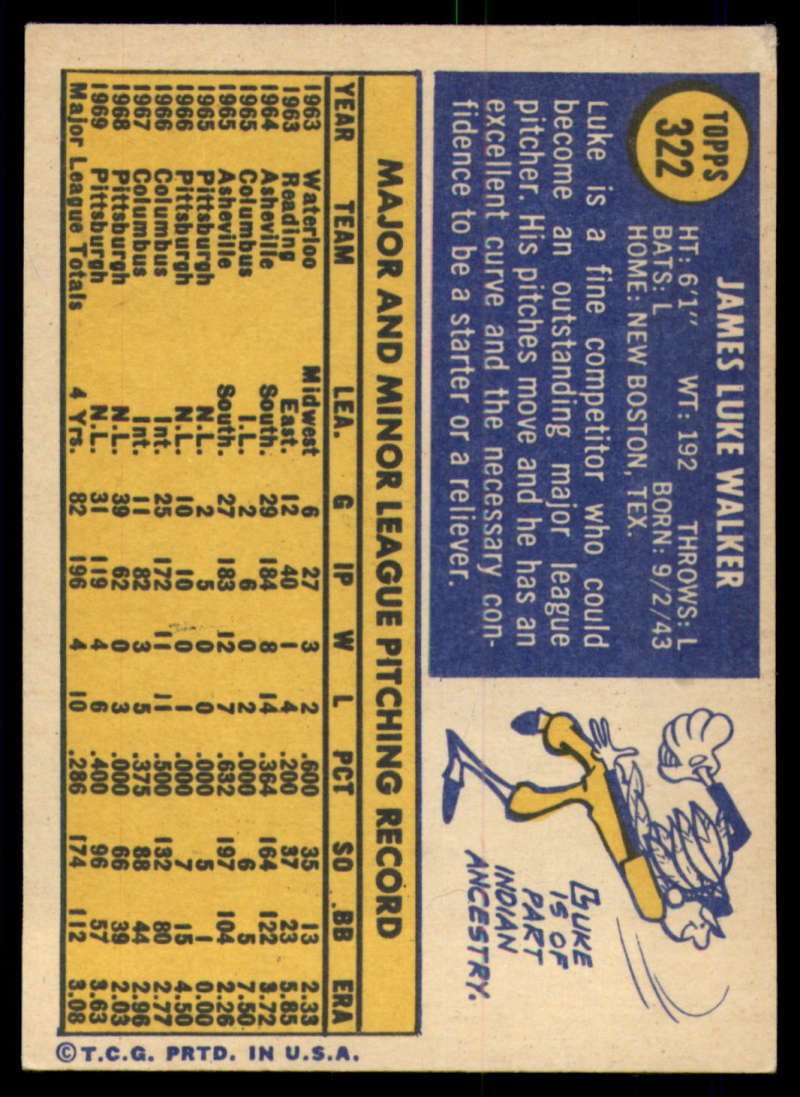 TOPPS
322
JAMES LUKE WALKER
HT: 6'1" WT: 192 THROWS: L
BATS: L BORN: 9/2/43
HOME: NEW BOSTON, TEX.
Luke is a fine competitor who could
become an outstanding major league
pitcher. His pitches move and he has an
excellent curve and the necessary con-
fidence to be a starter or a reliever.
LUKE
IS OF
PART
INDIAN
ANCESTRY.
MAJOR AND MINOR LEAGUE PITCHING RECORD
YEAR TEAM LEA. G IP W L PCT SO BB ERA
1963 Waterloo Midwest 6 27 3 2 .600 35 13 2.33
1963 Reading East. 12 40 1 4 .200 37 23 5.85
1964 Asheville South. 29 184 8 14 .364 164 122 3.72
1965 Columbus I.L. 2 6 0 2 .000 6 5 7.50
1965 Asheville South. 27 183 12 7 .632 197 104 2.26
1965 Pittsburgh N.L. 2 5 0 0 .000 5 1 0.00
1966 Pittsburgh N.L. 10 10 0 1 .000 7 15 4.50
1966 Columbus Int. 25 172 11 11 .500 132 80 2.77
1967 Columbus Int. 11 82 3 5 .375 88 44 2.96
1968 Pittsburgh N.L. 39 62 0 3 .000 66 39 2.03
1969 Pittsburgh N.L. 31 119 4 6 .400 96 57 3.63
Major League Totals 4 Yrs. 82 196 4 10 .286 174 112 3.08
© T.C.G. PRTD. IN U.S.A.